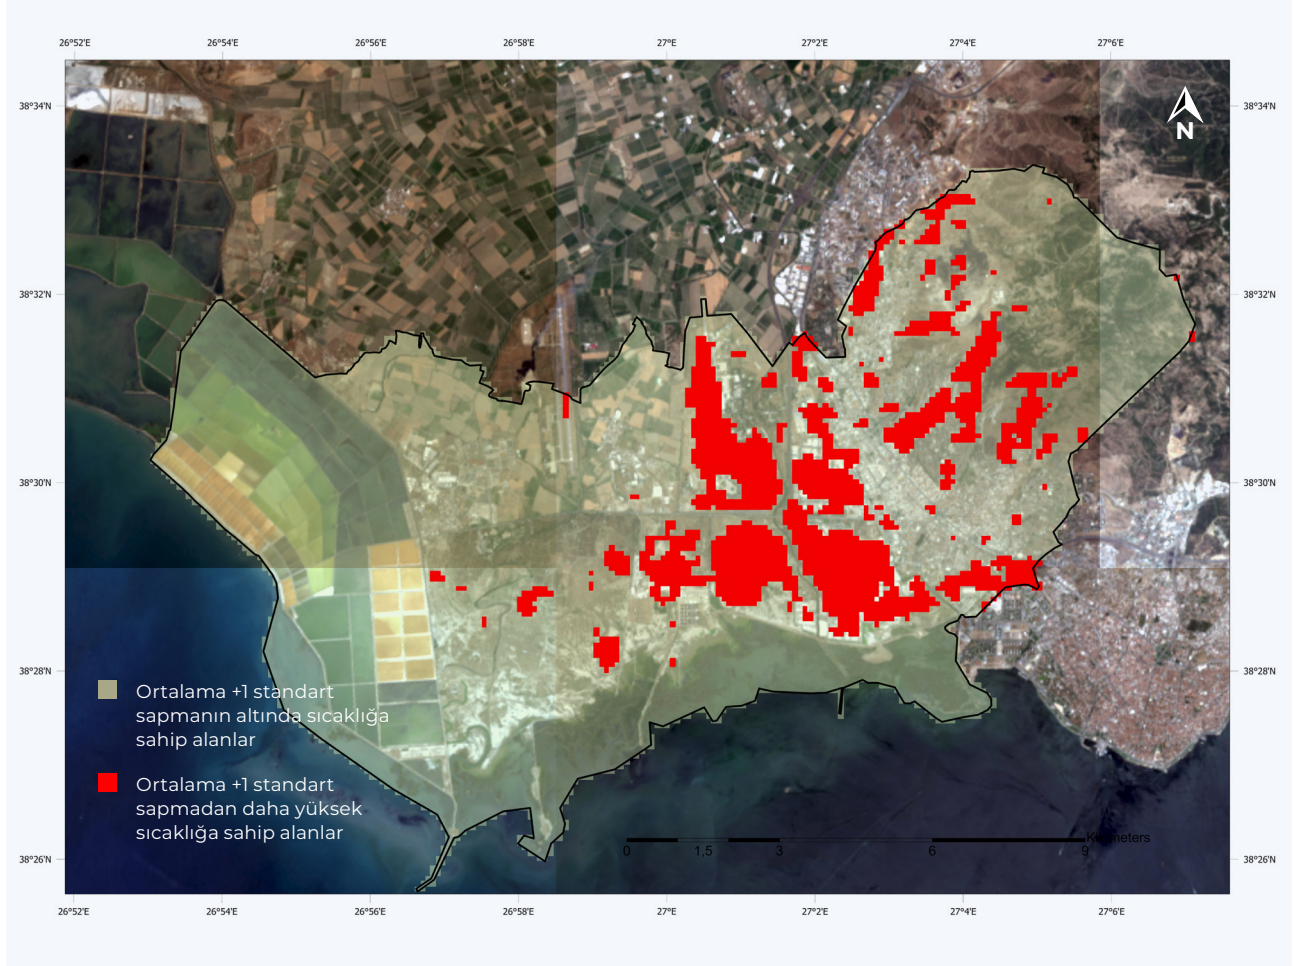 26°52'E 26°54'E 26°56'E 26°58'E 27°E 27°2'E 27°4'E 27°6'E
38°34'N 38°34'N
N
38°32'N 38°32'N
38°30'N 38°30'N
38°28'N 38°28'N
Ortalama +1 standart
sapmanın altında sıcaklığa
sahip alanlar
Ortalama +1 standart
sapmadan daha yüksek
sıcaklığa sahip alanlar
Kilometers
0 1,5 3 6 9
38°26'N 38°26'N
26°52'E 26°54'E 26°56'E 26°58'E 27°E 27°2'E 27°4'E 27°6'E